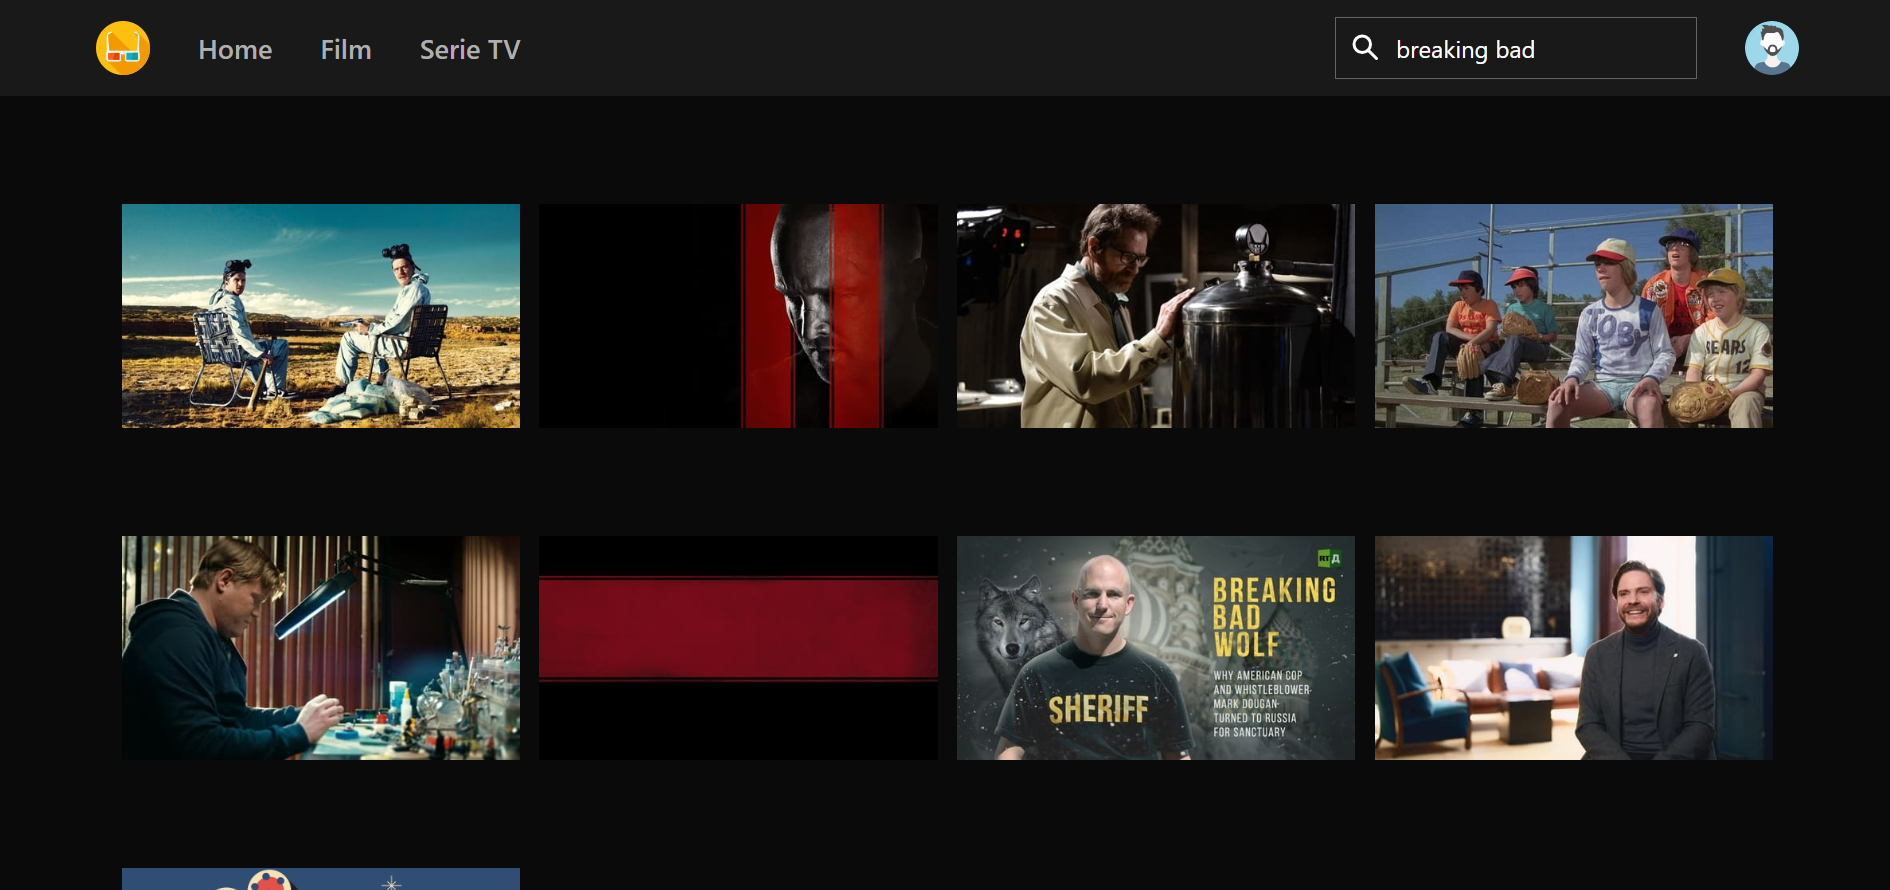 Home Film Serie TV breaking bad
TOBY
BEARS
12
RTД
BREAKING
BAD
WOLF
WHY AMERICAN COP
AND WHISTLEBLOWER-
MARK DOUGAN-
TURNED TO RUSSIA
FOR SANCTUARY
SHERIFF